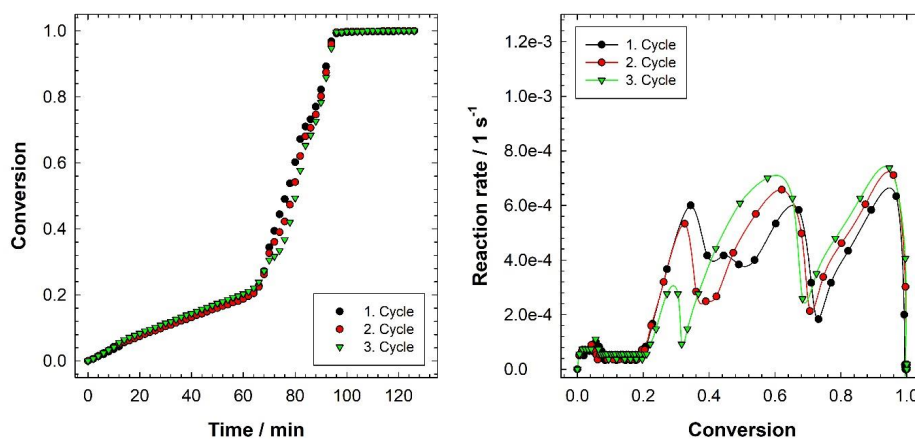 1.0
0.8
0.6
0.4
0.2
0.0
Conversion
1. Cycle
2. Cycle
3. Cycle
0 20 40 60 80 100 120
Time / min
1.2e-3
1.0e-3
8.0e-4
6.0e-4
4.0e-4
2.0e-4
0.0
Reaction rate / 1 s⁻¹
1. Cycle
2. Cycle
3. Cycle
0.0 0.2 0.4 0.6 0.8 1.0
Conversion